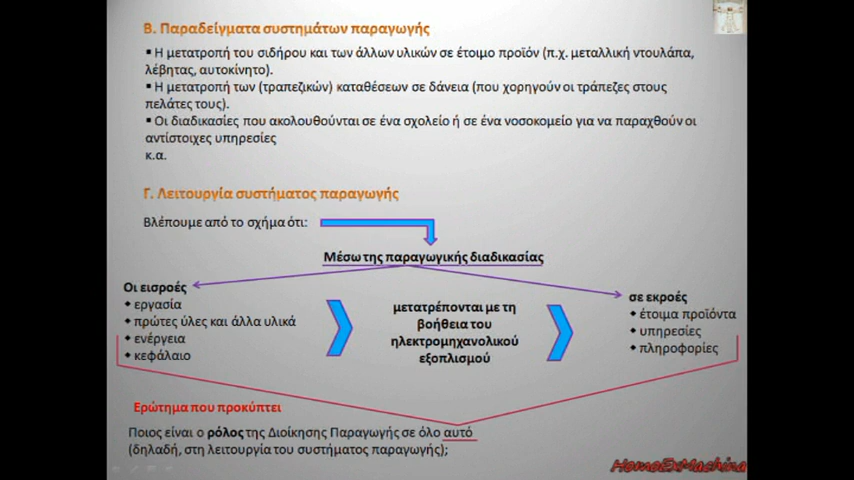 Β. Παραδείγματα συστημάτων παραγωγής
▪ Η μετατροπή του σιδήρου και των άλλων υλικών σε έτοιμο προϊόν (π.χ. μεταλλική ντουλάπα,
λέβητας, αυτοκίνητο).
▪ Η μετατροπή των (τραπεζικών) καταθέσεων σε δάνεια (που χορηγούν οι τράπεζες στους
πελάτες τους).
▪ Οι διαδικασίες που ακολουθούνται σε ένα σχολείο ή σε ένα νοσοκομείο για να παραχθούν οι
αντίστοιχες υπηρεσίες
κ.α.
Γ. Λειτουργία συστήματος παραγωγής
Βλέπουμε από το σχήμα ότι:
Μέσω της παραγωγικής διαδικασίας
Οι εισροές
♦ εργασία
♦ πρώτες ύλες και άλλα υλικά
♦ ενέργεια
♦ κεφάλαιο
μετατρέπονται με τη
βοήθεια του
ηλεκτρομηχανολικού
εξοπλισμού
σε εκροές
♦ έτοιμα προϊόντα
♦ υπηρεσίες
♦ πληροφορίες
Ερώτημα που προκύπτει
Ποιος είναι ο ρόλος της Διοίκησης Παραγωγής σε όλο αυτό
(δηλαδή, στη λειτουργία του συστήματος παραγωγής);
HomoExMachina